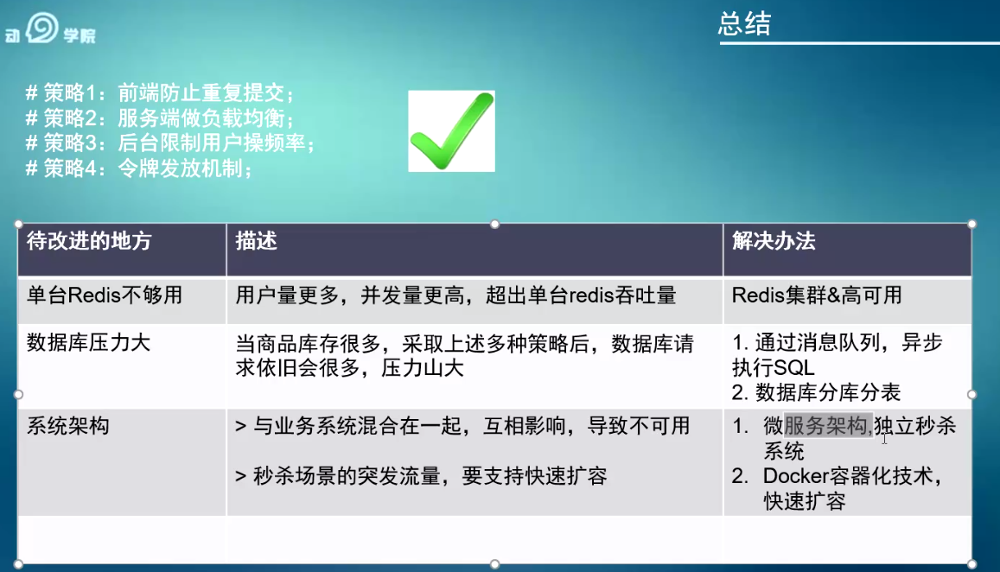 动 学院
总结
# 策略1：前端防止重复提交；
# 策略2：服务端做负载均衡；
# 策略3：后台限制用户操频率；
# 策略4：令牌发放机制；
待改进的地方
描述
解决办法
单台Redis不够用
用户量更多，并发量更高，超出单台redis吞吐量
Redis集群&高可用
数据库压力大
当商品库存很多，采取上述多种策略后，数据库请
求依旧会很多，压力山大
1. 通过消息队列，异步
执行SQL
2. 数据库分库分表
系统架构
> 与业务系统混合在一起，互相影响，导致不可用
> 秒杀场景的突发流量，要支持快速扩容
1. 微服务架构,独立秒杀
系统
2. Docker容器化技术，
快速扩容